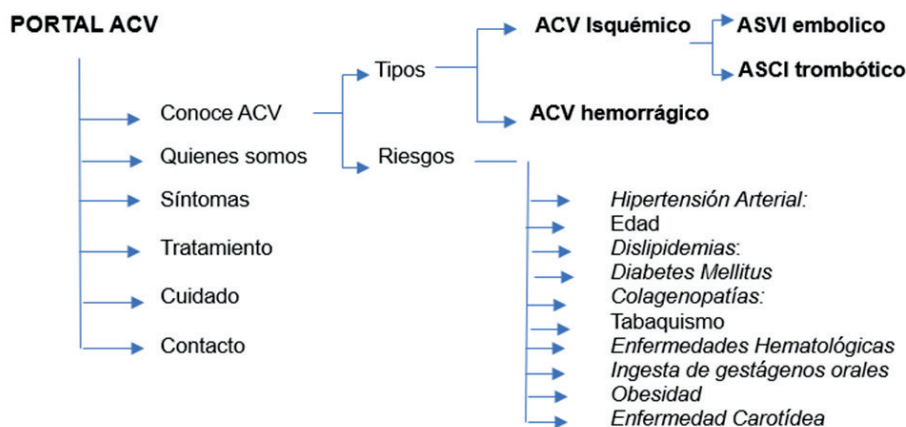 PORTAL ACV
ACV Isquémico
ASVI embolico
ASCI trombótico
Tipos
Conoce ACV
ACV hemorrágico
Quienes somos
Riesgos
Síntomas
Tratamiento
Cuidado
Contacto
Hipertensión Arterial:
Edad
Dislipidemias:
Diabetes Mellitus
Colagenopatías:
Tabaquismo
Enfermedades Hematológicas
Ingesta de gestágenos orales
Obesidad
Enfermedad Carotídea